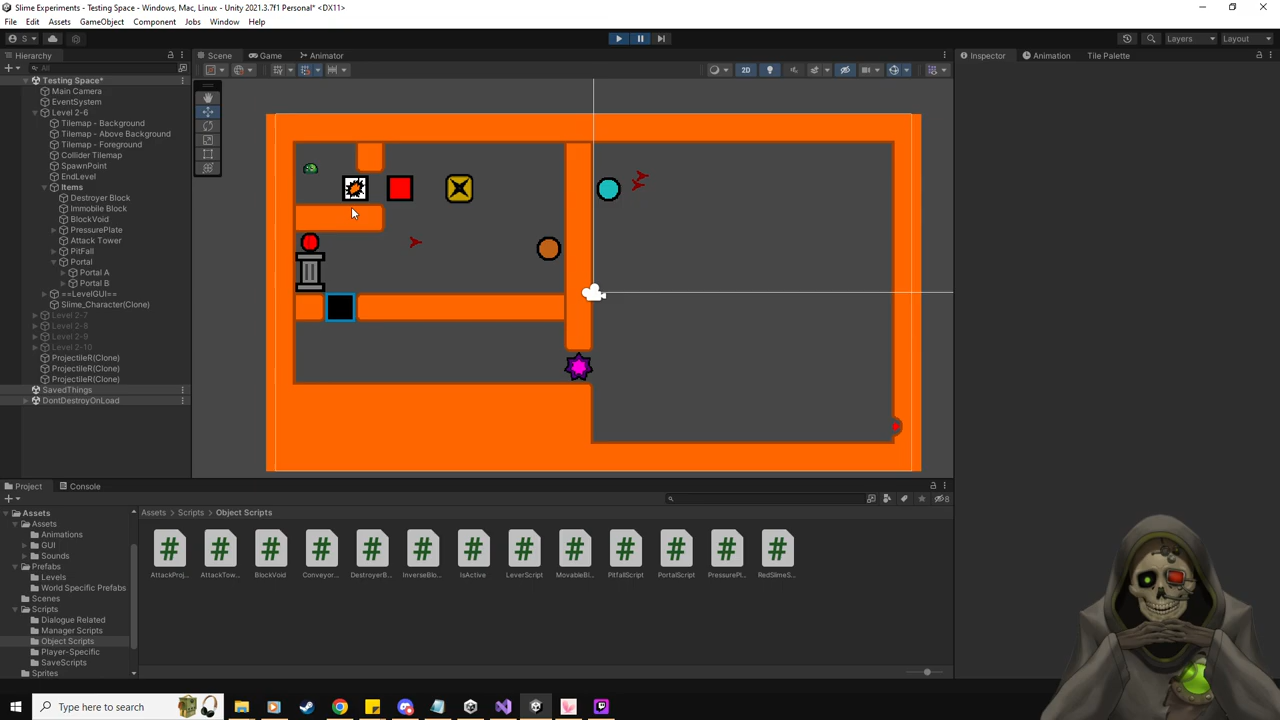 Slime Experiments - Testing Space - Windows, Mac, Linux - Unity 2021.3.7f1 Personal* <DX11>
File Edit Assets GameObject Component Jobs Window Help
S Layers Layout
Hierarchy Scene Game Animator Inspector Animation Tile Palette
All 2D
Testing Space*
Main Camera
EventSystem
Level 2-6
Tilemap - Background
Tilemap - Above Background
Tilemap - Foreground
Collider Tilemap
SpawnPoint
EndLevel
Items
Destroyer Block
Immobile Block
BlockVoid
PressurePlate
Attack Tower
PitFall
Portal
Portal A
Portal B
==LevelGUI==
Slime_Character(Clone)
Level 2-7
Level 2-8
Level 2-9
Level 2-10
ProjectileR(Clone)
ProjectileR(Clone)
ProjectileR(Clone)
SavedThings
DontDestroyOnLoad
Project Console
8
Assets
Assets
Animations
GUI
Sounds
Prefabs
Levels
World Specific Prefabs
Scenes
Scripts
Dialogue Related
Manager Scripts
Object Scripts
Player-Specific
SaveScripts
Sprites
Assets > Scripts > Object Scripts
AttackProj... AttackTow... BlockVoid Conveyor... DestroyerB... InverseBlo... IsActive LeverScript MovableBl... PitfallScript PortalScript PressurePl... RedSlimeS...
Type here to search